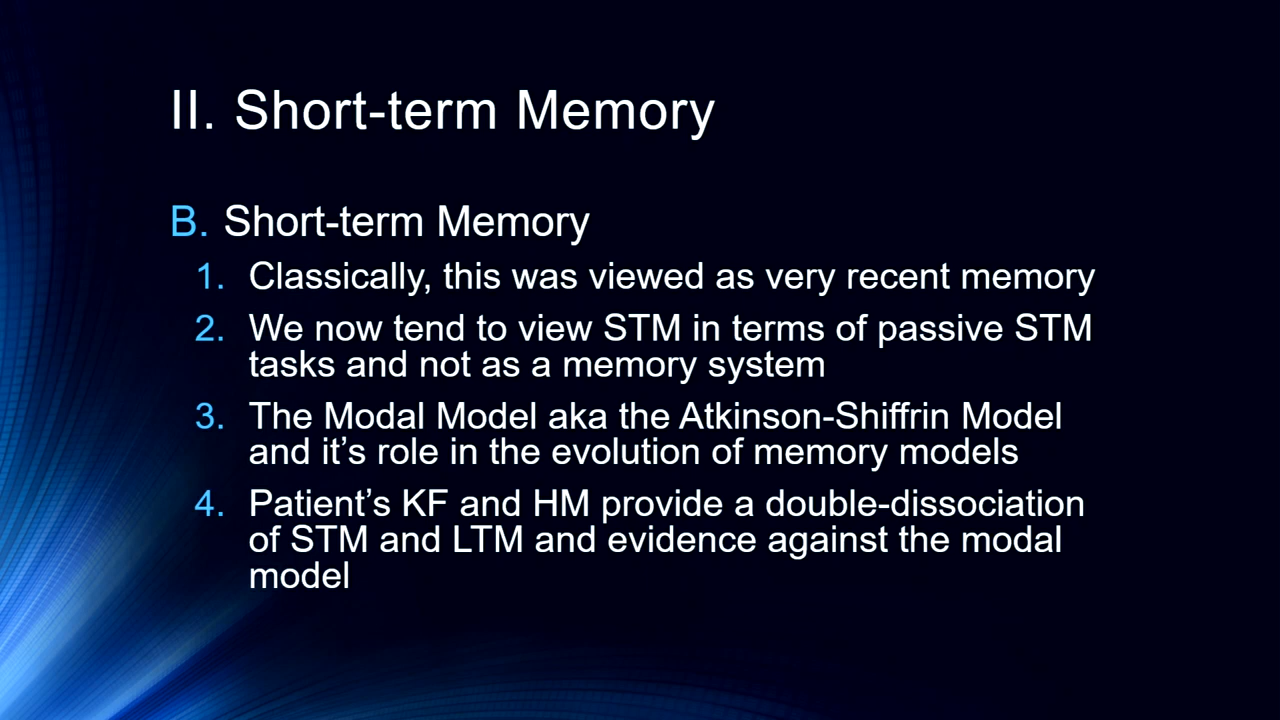 II. Short-term Memory
B. Short-term Memory
1. Classically, this was viewed as very recent memory
2. We now tend to view STM in terms of passive STM
tasks and not as a memory system
3. The Modal Model aka the Atkinson-Shiffrin Model
and it’s role in the evolution of memory models
4. Patient’s KF and HM provide a double-dissociation
of STM and LTM and evidence against the modal
model